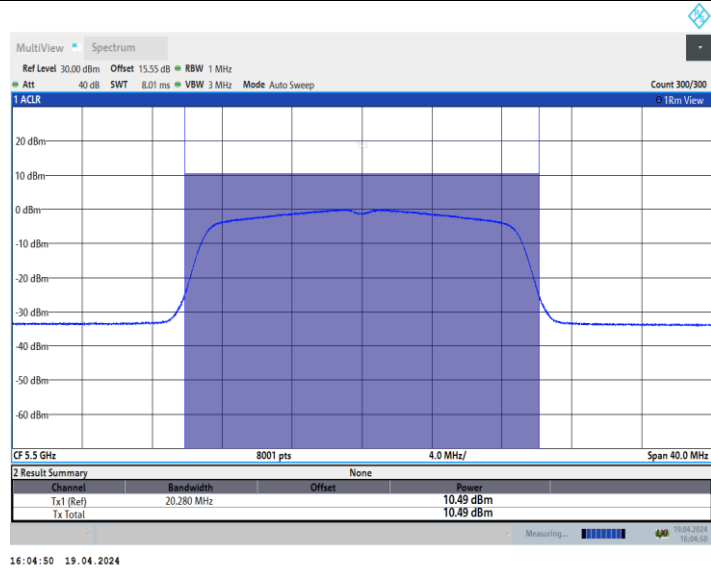 MultiView Spectrum
Ref Level 30.00 dBm Offset 15.55 dB RBW 1 MHz
Att 40 dB SWT 8.01 ms VBW 3 MHz Mode Auto Sweep Count 300/300
1 ACLR 1Rm View
20 dBm
10 dBm
0 dBm
-10 dBm
-20 dBm
-30 dBm
-40 dBm
-50 dBm
-60 dBm
CF 5.5 GHz 8001 pts 4.0 MHz/ Span 40.0 MHz
2 Result Summary None
Channel Bandwidth Offset Power
Tx1 (Ref) 20.280 MHz 10.49 dBm
Tx Total 10.49 dBm
Measuring... 19.04.2024
16:04:50
16:04:50 19.04.2024